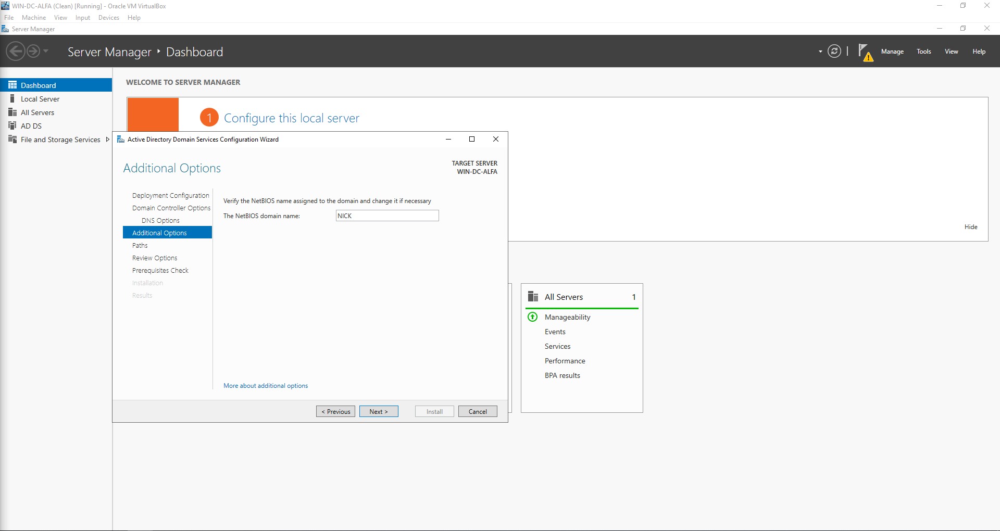 WIN-DC-ALFA (Clean) [Running] - Oracle VM VirtualBox
File Machine View Input Devices Help
Server Manager
Server Manager Dashboard
Manage Tools View Help
Dashboard
Local Server
All Servers
AD DS
File and Storage Services
WELCOME TO SERVER MANAGER
1 Configure this local server
Hide
Active Directory Domain Services Configuration Wizard
Additional Options
TARGET SERVER
WIN-DC-ALFA
Deployment Configuration
Domain Controller Options
DNS Options
Additional Options
Paths
Review Options
Prerequisites Check
Installation
Results
Verify the NetBIOS name assigned to the domain and change it if necessary
The NetBIOS domain name: NICK
More about additional options
< Previous Next > Install Cancel
All Servers 1
Manageability
Events
Services
Performance
BPA results